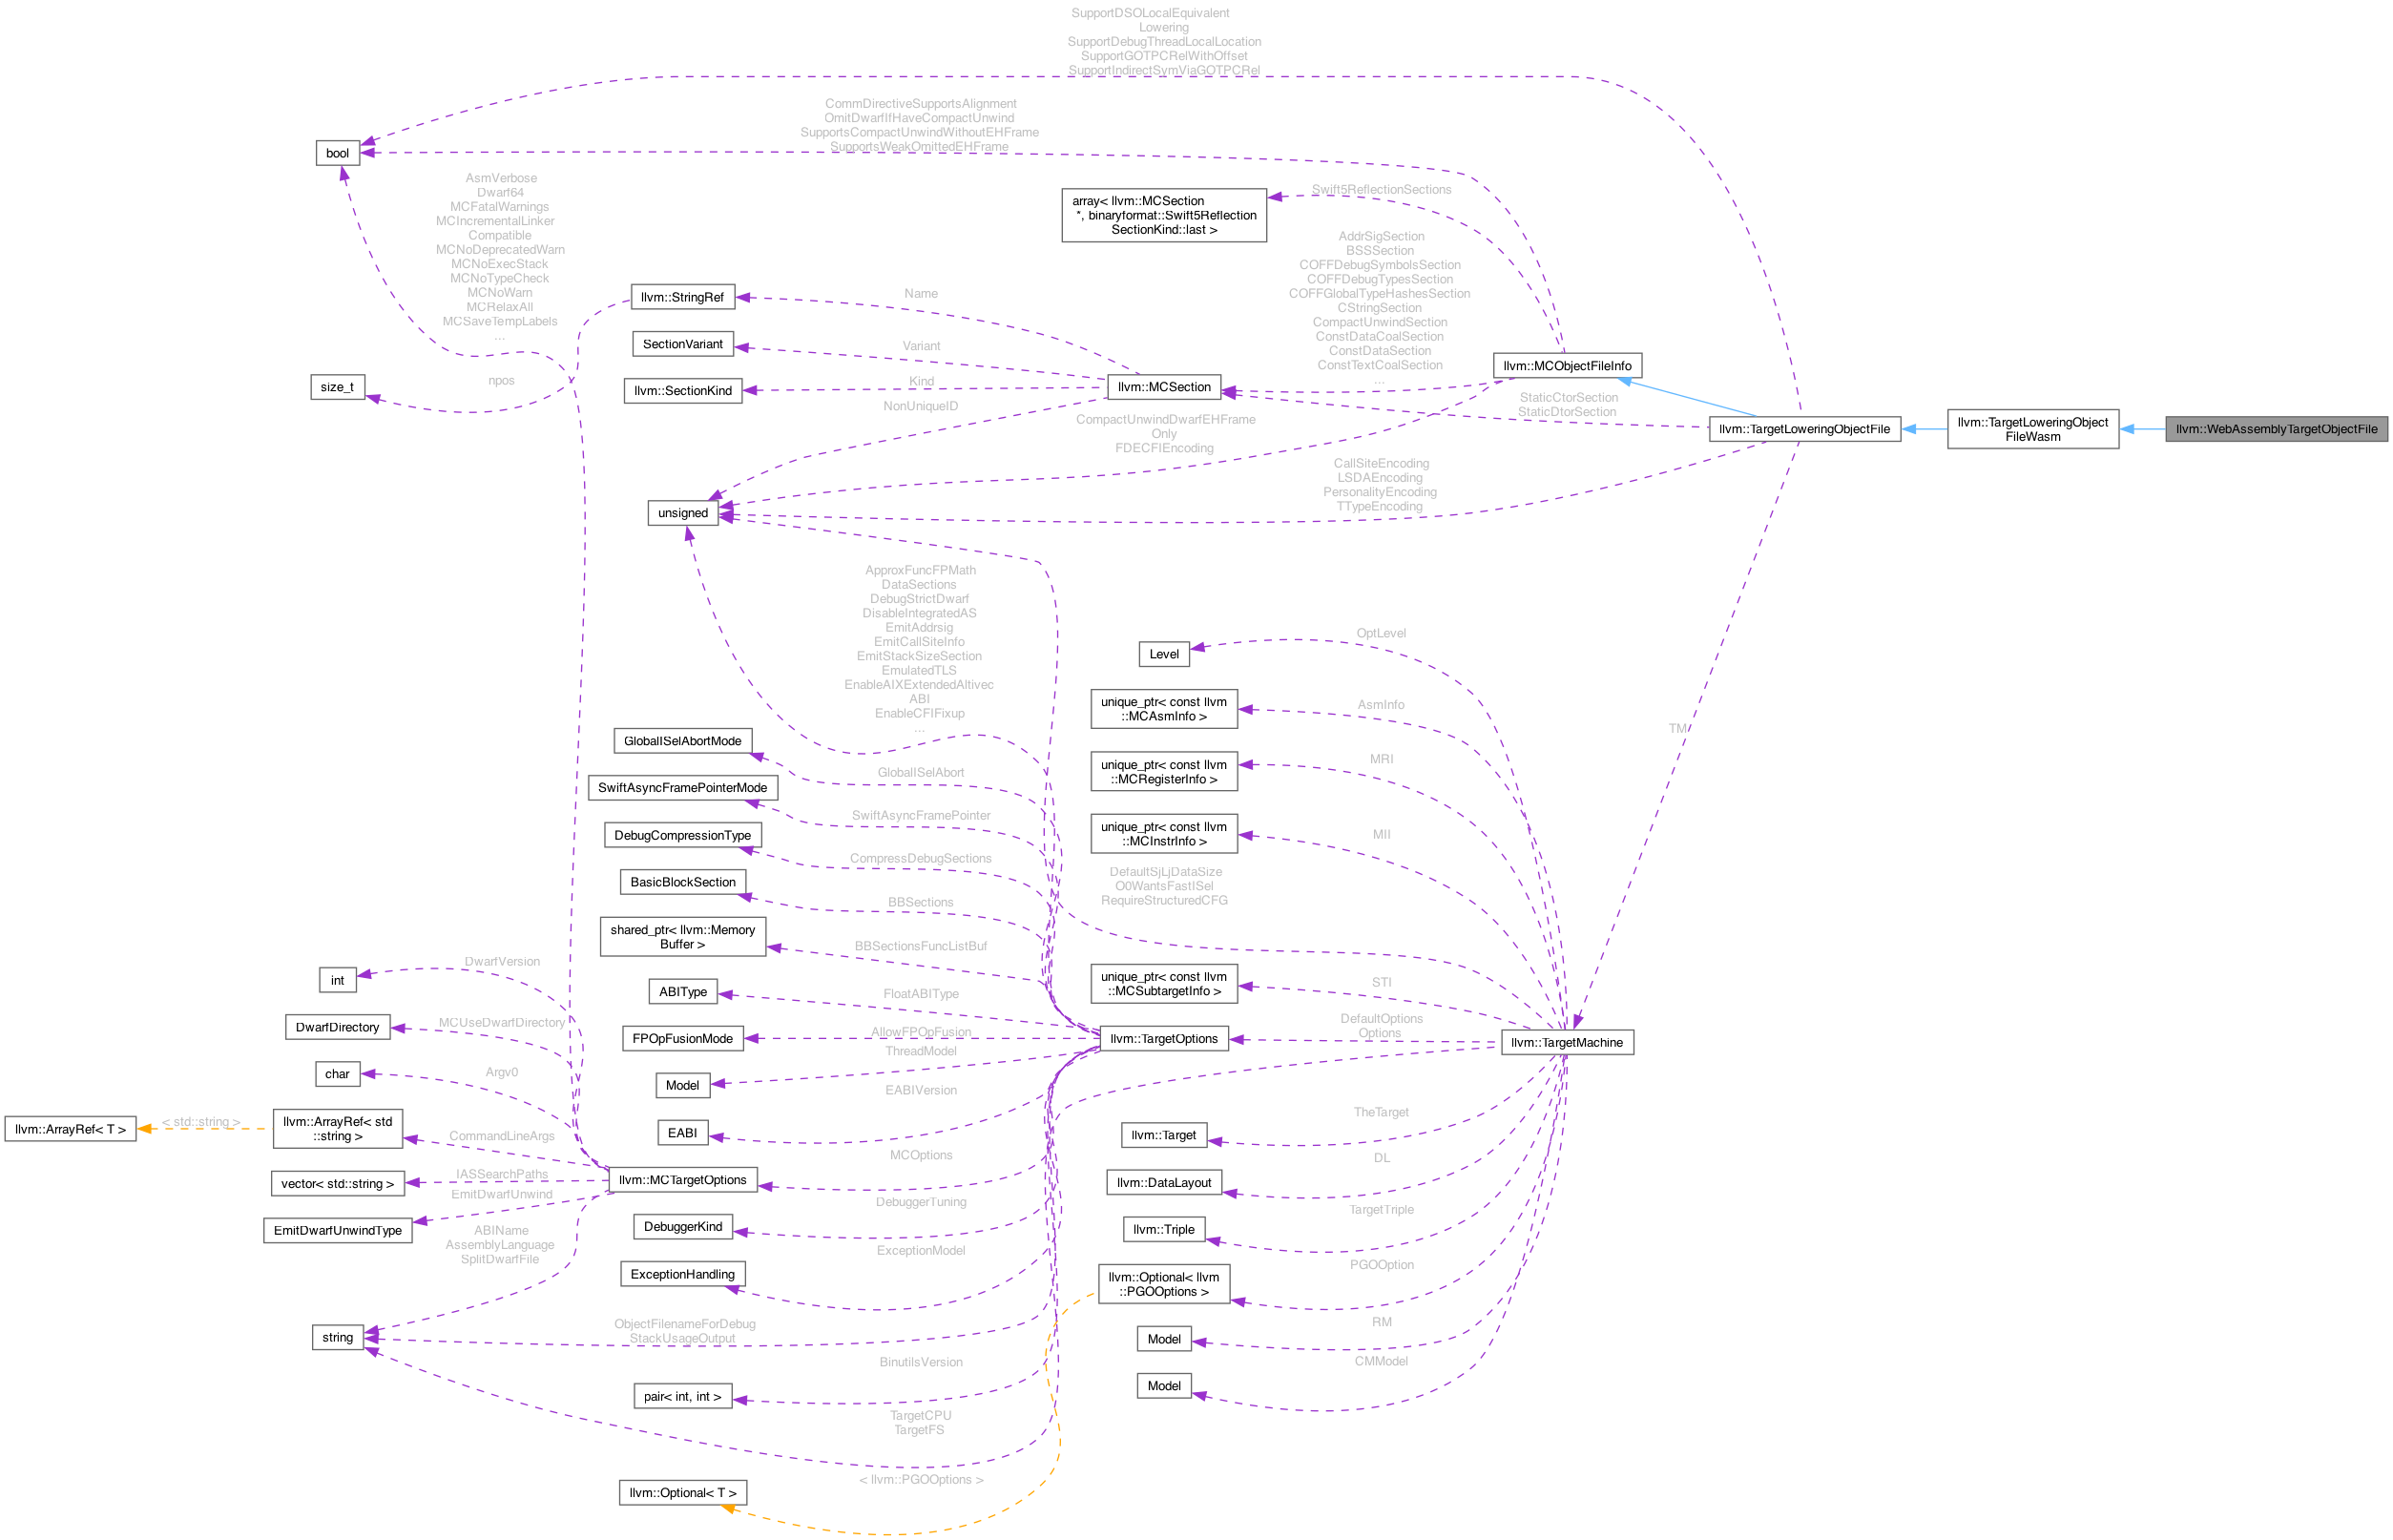 SupportDSOLocalEquivalent
Lowering
SupportDebugThreadLocalLocation
SupportGOTPCRelWithOffset
SupportIndirectSymViaGOTPCRel
CommDirectiveSupportsAlignment
OmitDwarfIfHaveCompactUnwind
SupportsCompactUnwindWithoutEHFrame
SupportsWeakOmittedEHFrame
bool
AsmVerbose
Dwarf64
MCFatalWarnings
MCIncrementalLinker
Compatible
MCNoDeprecatedWarn
MCNoExecStack
MCNoTypeCheck
MCNoWarn
MCRelaxAll
MCSaveTempLabels
...
array< llvm::MCSection
*, binaryformat::Swift5Reflection
SectionKind::last >
Swift5ReflectionSections
AddrSigSection
BSSSection
COFFDebugSymbolsSection
COFFDebugTypesSection
COFFGlobalTypeHashesSection
CStringSection
CompactUnwindSection
ConstDataCoalSection
ConstDataSection
ConstTextCoalSection
...
llvm::StringRef
Name
SectionVariant
Variant
llvm::MCObjectFileInfo
size_t
npos
llvm::SectionKind
Kind
llvm::MCSection
NonUniqueID
StaticCtorSection
StaticDtorSection
CompactUnwindDwarfEHFrame
Only
FDECFIEncoding
llvm::TargetLoweringObjectFile
llvm::TargetLoweringObject
FileWasm
llvm::WebAssemblyTargetObjectFile
CallSiteEncoding
LSDAEncoding
PersonalityEncoding
TTypeEncoding
unsigned
ApproxFuncFPMath
DataSections
DebugStrictDwarf
DisableIntegratedAS
EmitAddrsig
EmitCallSiteInfo
EmitStackSizeSection
EmulatedTLS
EnableAIXExtendedAltivec
ABI
EnableCFIFixup
...
Level
OptLevel
unique_ptr< const llvm
::MCAsmInfo >
AsmInfo
TM
GlobalISelAbortMode
GlobalISelAbort
unique_ptr< const llvm
::MCRegisterInfo >
MRI
SwiftAsyncFramePointerMode
SwiftAsyncFramePointer
unique_ptr< const llvm
::MCInstrInfo >
MII
DebugCompressionType
CompressDebugSections
DefaultSjLjDataSize
O0WantsFastISel
RequireStructuredCFG
BasicBlockSection
BBSections
shared_ptr< llvm::Memory
Buffer >
BBSectionsFuncListBuf
int
DwarfVersion
unique_ptr< const llvm
::MCSubtargetInfo >
STI
ABIType
FloatABIType
DwarfDirectory
MCUseDwarfDirectory
FPOpFusionMode
AllowFPOpFusion
llvm::TargetOptions
DefaultOptions
Options
llvm::TargetMachine
char
Argv0
Model
ThreadModel
EABIVersion
llvm::ArrayRef< T >
< std::string >
llvm::ArrayRef< std
::string >
CommandLineArgs
EABI
llvm::Target
TheTarget
MCOptions
vector< std::string >
IASSearchPaths
llvm::MCTargetOptions
llvm::DataLayout
DL
EmitDwarfUnwindType
EmitDwarfUnwind
DebuggerKind
DebuggerTuning
llvm::Triple
TargetTriple
ABIName
AssemblyLanguage
SplitDwarfFile
ExceptionHandling
ExceptionModel
llvm::Optional< llvm
::PGOOptions >
PGOOption
string
ObjectFilenameForDebug
StackUsageOutput
Model
RM
pair< int, int >
BinutilsVersion
Model
CMModel
TargetCPU
TargetFS
llvm::Optional< T >
< llvm::PGOOptions >